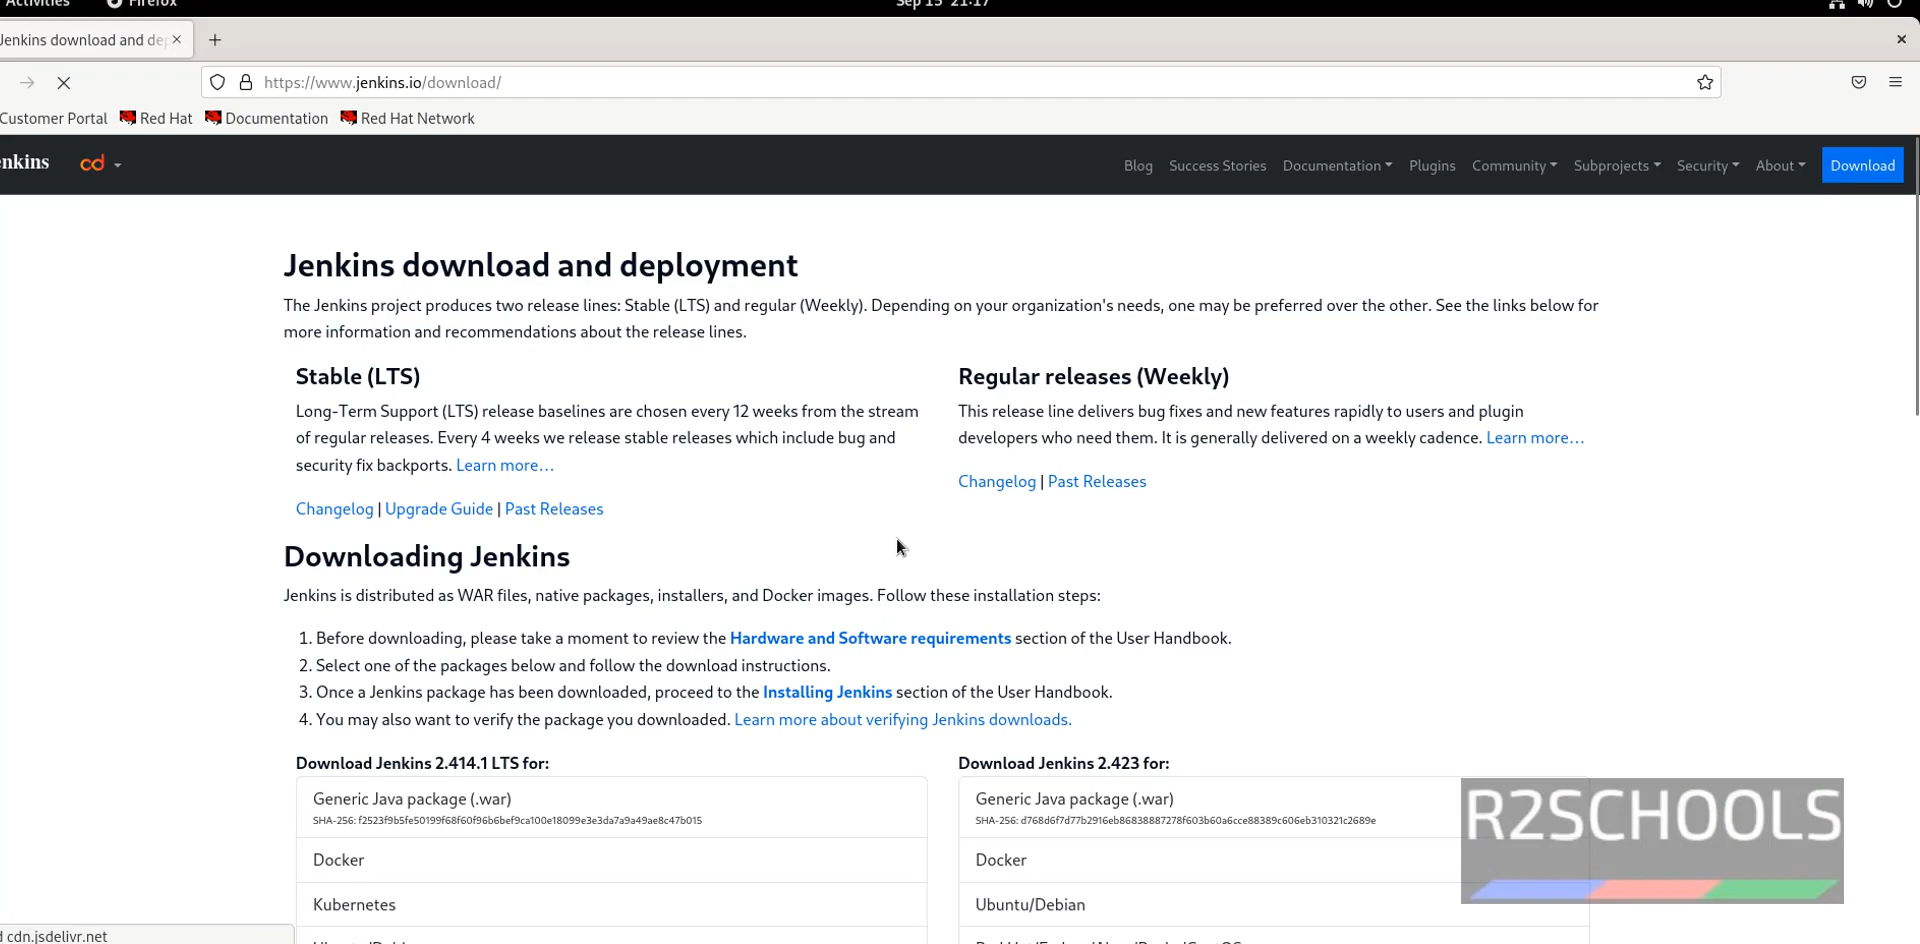 Activities Firefox Sep 15 21:17
Jenkins download and de
https://www.jenkins.io/download/
Customer Portal Red Hat Documentation Red Hat Network
enkins cd Blog Success Stories Documentation Plugins Community Subprojects Security About Download
Jenkins download and deployment
The Jenkins project produces two release lines: Stable (LTS) and regular (Weekly). Depending on your organization's needs, one may be preferred over the other. See the links below for
more information and recommendations about the release lines.
Stable (LTS)
Long-Term Support (LTS) release baselines are chosen every 12 weeks from the stream
of regular releases. Every 4 weeks we release stable releases which include bug and
security fix backports. Learn more…
Changelog | Upgrade Guide | Past Releases
Regular releases (Weekly)
This release line delivers bug fixes and new features rapidly to users and plugin
developers who need them. It is generally delivered on a weekly cadence. Learn more…
Changelog | Past Releases
Downloading Jenkins
Jenkins is distributed as WAR files, native packages, installers, and Docker images. Follow these installation steps:
1. Before downloading, please take a moment to review the Hardware and Software requirements section of the User Handbook.
2. Select one of the packages below and follow the download instructions.
3. Once a Jenkins package has been downloaded, proceed to the Installing Jenkins section of the User Handbook.
4. You may also want to verify the package you downloaded. Learn more about verifying Jenkins downloads.
Download Jenkins 2.414.1 LTS for:
Generic Java package (.war)
SHA-256: f2523f9b5fe50199f68f60f96b6bef9ca100e18099e3e3da7a9a49ae8c47b015
Docker
Kubernetes
Download Jenkins 2.423 for:
Generic Java package (.war)
SHA-256: d768d6f7d77b2916eb86838887278f603b60a6cce88389c606eb310321c2689e
Docker
Ubuntu/Debian
R2SCHOOLS
d cdn.jsdelivr.net